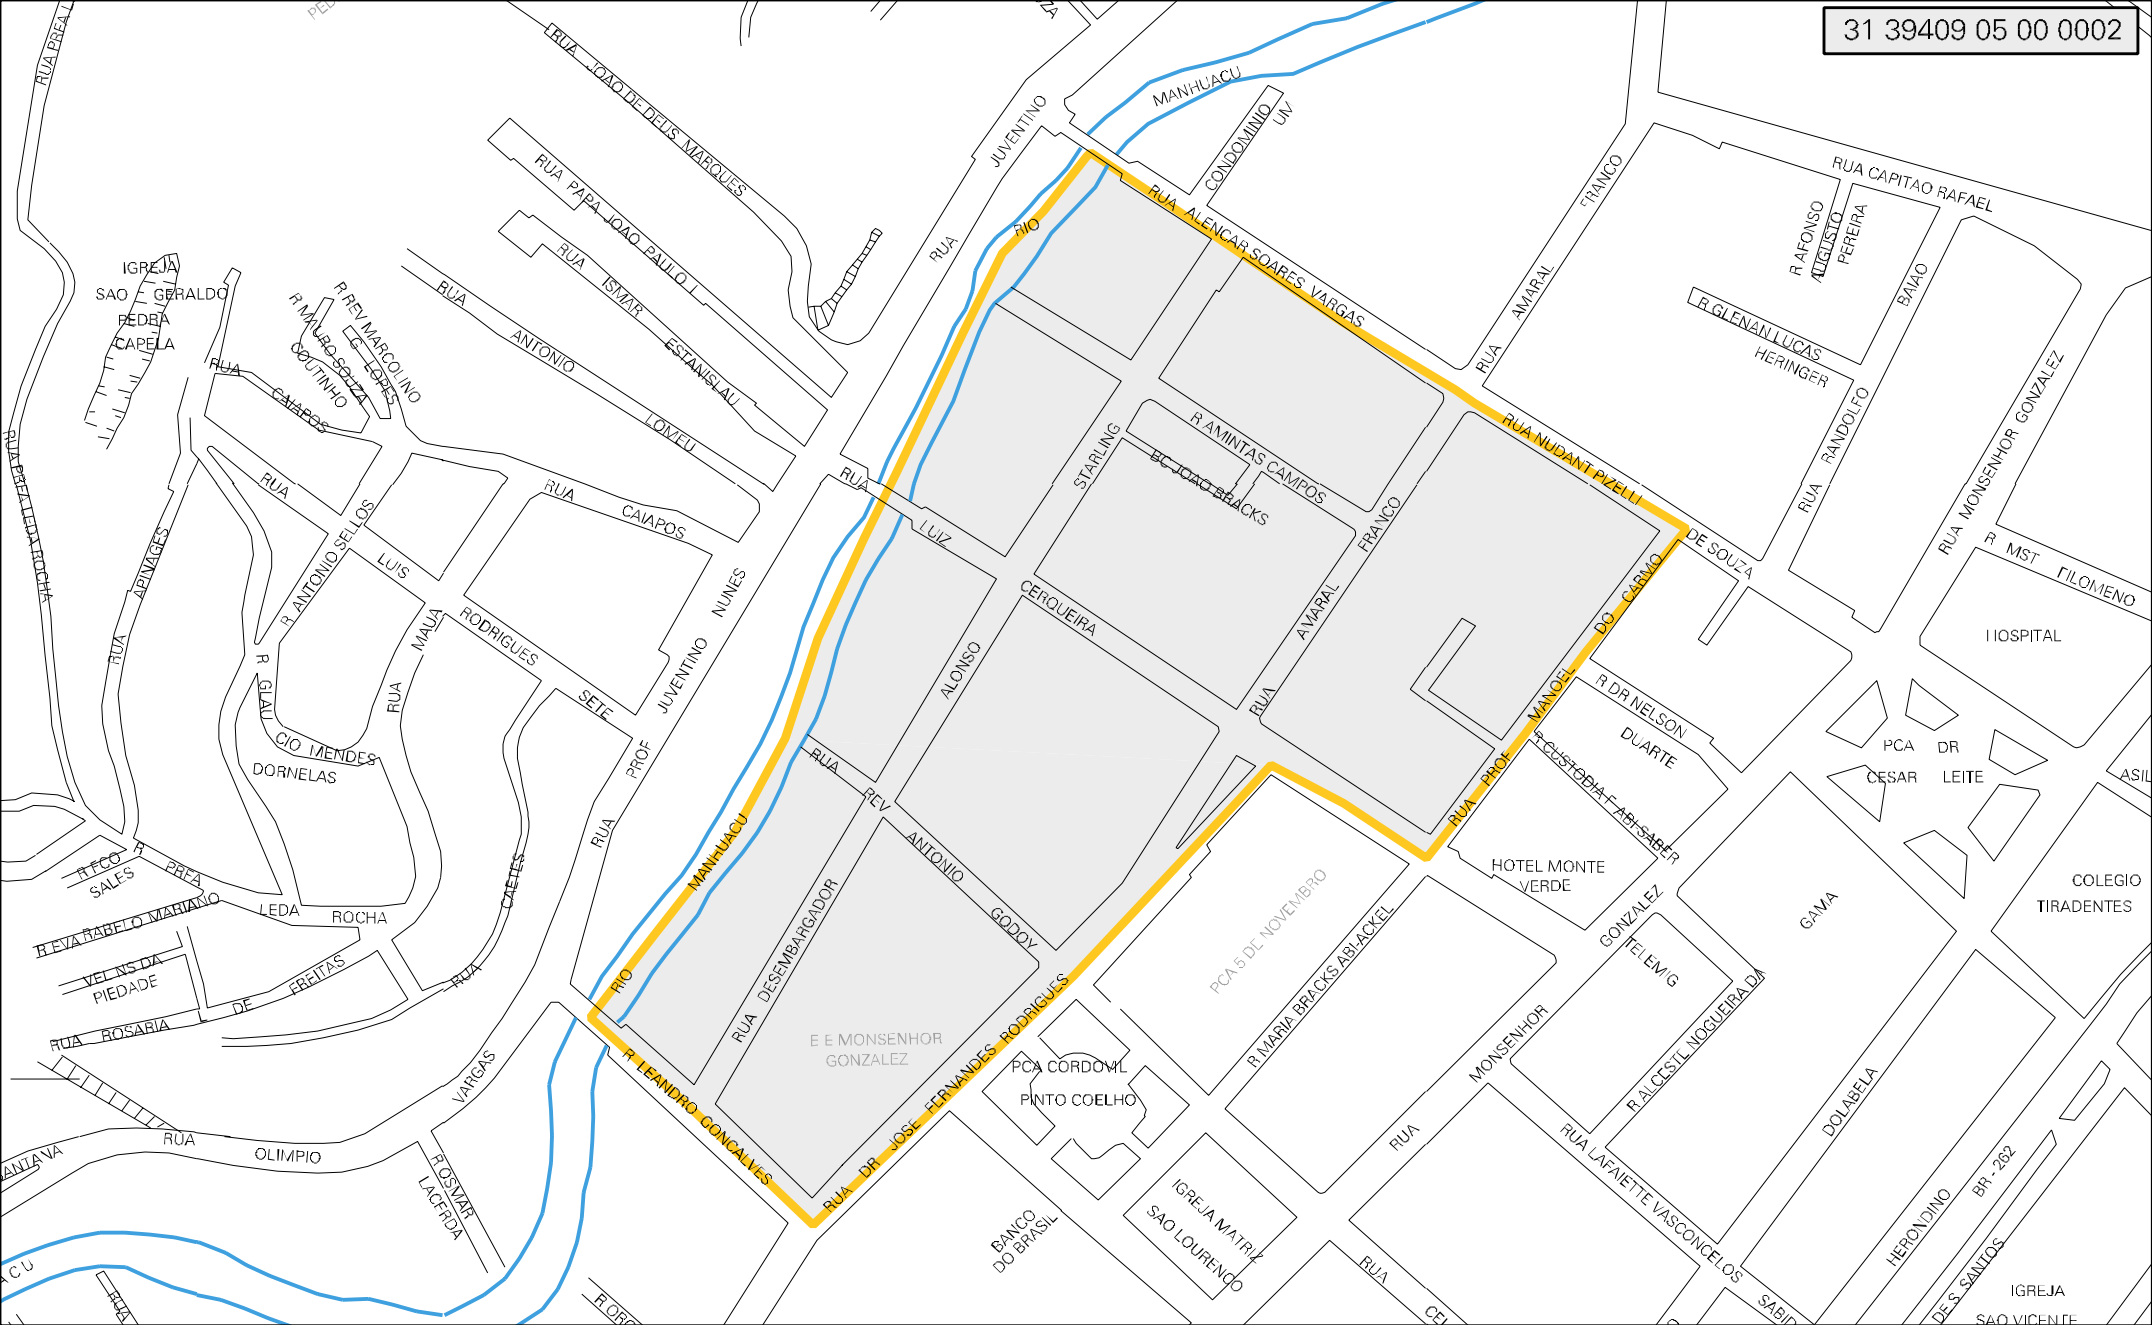 31 39409 05 00 0002
RUA PREA L
RUA JOAO DE DEUS MARQUES
RUA PAPA JOAO PAULO I
RUA ISMAR ESTANISLAU
RUA ANTONIO LOMEU
RUA JUVENTINO
MANHUACU
CONDOMINIO
UN
RUA CAPITAO RAFAEL
R AFONSO
AUGUSTO
PEREIRA
R GLENAN LUCAS
HERINGER
RUA RANDOLFO BAIAO
RUA MONSENHOR GONZALEZ
R MST FILOMENO
HOSPITAL
RUA AMARAL FRANCO
RUA ALENCAR SOARES VARGAS
RUA NUDANT PIZELLI
DE SOUZA
RIO
IGREJA
SAO GERALDO
PEDRA
CAPELA
R REV MARCOLINO
G LOPES
R MAURO SOUZA
COUTINHO
RUA CAIAPOS
RUA PREA LEDA ROCHA
RUA APINAGES
RUA LUIS RODRIGUES SETE
R ANTONIO SELLOS
RUA CAIAPOS
RUA MAUA
R GLAU
CIO MENDES
DORNELAS
RUA PROF JUVENTINO NUNES
RUA LUIZ CERQUEIRA
STARLING
R AMINTAS CAMPOS
BC JOAO BRACKS
RUA AMARAL FRANCO
ALONSO
RUA PROF MANOEL DO CARMO
R DR NELSON
DUARTE
R CUSTODIA F ABI-SABER
PCA DR
CESAR LEITE
ASIL
HOTEL MONTE
VERDE
COLEGIO
TIRADENTES
GAMA
TELEMIG
R ALCESTL NOGUEIRA DA
RUA MONSENHOR GONZALEZ
RUA REV ANTONIO GODOY
RIO MANHUACU
RUA DESEMBARGADOR
E E MONSENHOR
GONZALEZ
PCA 5 DE NOVEMBRO
R MARIA BRACKS ABI-ACKEL
R LEANDRO GONCALVES
RUA DR JOSE FERNANDES RODRIGUES
PCA CORDOVIL
PINTO COELHO
IGREJA MATRIZ
SAO LOURENCO
BANCO
DO BRASIL
RUA
CEL
RUA LAFAIETTE VASCONCELOS
SABID
DOLABELA
HERONDINO
BR - 262
DE S. SANTOS
IGREJA
SAO VICENTE
R FCO
SALES
R PREA LEDA ROCHA
R EVA RABELO MARIANO
VEL NS DA
PIEDADE
RUA ROSARIA L DE FREITAS
RUA CAETES
RUA OLIMPIO VARGAS
SANTANA
R OSMAR
LACERDA
ACU
RUA
R ORO